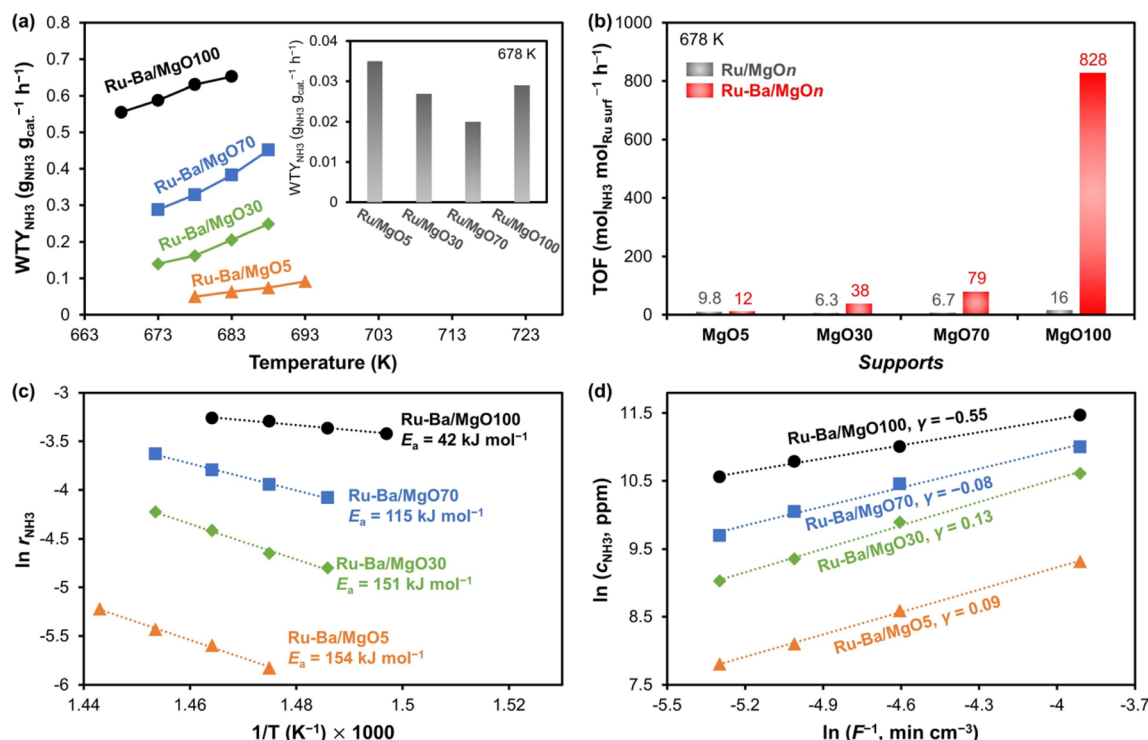 (a)
0.8
0.7
0.6
0.5
0.4
0.3
0.2
0.1
0
WTY_NH3 (g_NH3 g_cat.⁻¹ h⁻¹)
Ru-Ba/MgO100
Ru-Ba/MgO70
Ru-Ba/MgO30
Ru-Ba/MgO5
663 673 683 693 703 713 723
Temperature (K)
0.04
0.03
0.02
0.01
0
WTY_NH3 (g_NH3 g_cat.⁻¹ h⁻¹)
678 K
Ru/MgO5 Ru/MgO30 Ru/MgO70 Ru/MgO100
(b)
1000
800
600
400
200
0
TOF (mol_NH3 mol_Ru surf⁻¹ h⁻¹)
678 K
Ru/MgOn
Ru-Ba/MgOn
9.8 12 6.3 38 6.7 79 16 828
MgO5 MgO30 MgO70 MgO100
Supports
(c)
-3
-3.5
-4
-4.5
-5
-5.5
-6
ln r_NH3
Ru-Ba/MgO100
E_a = 42 kJ mol⁻¹
Ru-Ba/MgO70
E_a = 115 kJ mol⁻¹
Ru-Ba/MgO30
E_a = 151 kJ mol⁻¹
Ru-Ba/MgO5
E_a = 154 kJ mol⁻¹
1.44 1.46 1.48 1.5 1.52
1/T (K⁻¹) × 1000
(d)
11.5
10.5
9.5
8.5
7.5
ln (c_NH3, ppm)
Ru-Ba/MgO100, γ = −0.55
Ru-Ba/MgO70, γ = −0.08
Ru-Ba/MgO30, γ = 0.13
Ru-Ba/MgO5, γ = 0.09
-5.5 -5.2 -4.9 -4.6 -4.3 -4 -3.7
ln (F⁻¹, min cm⁻³)